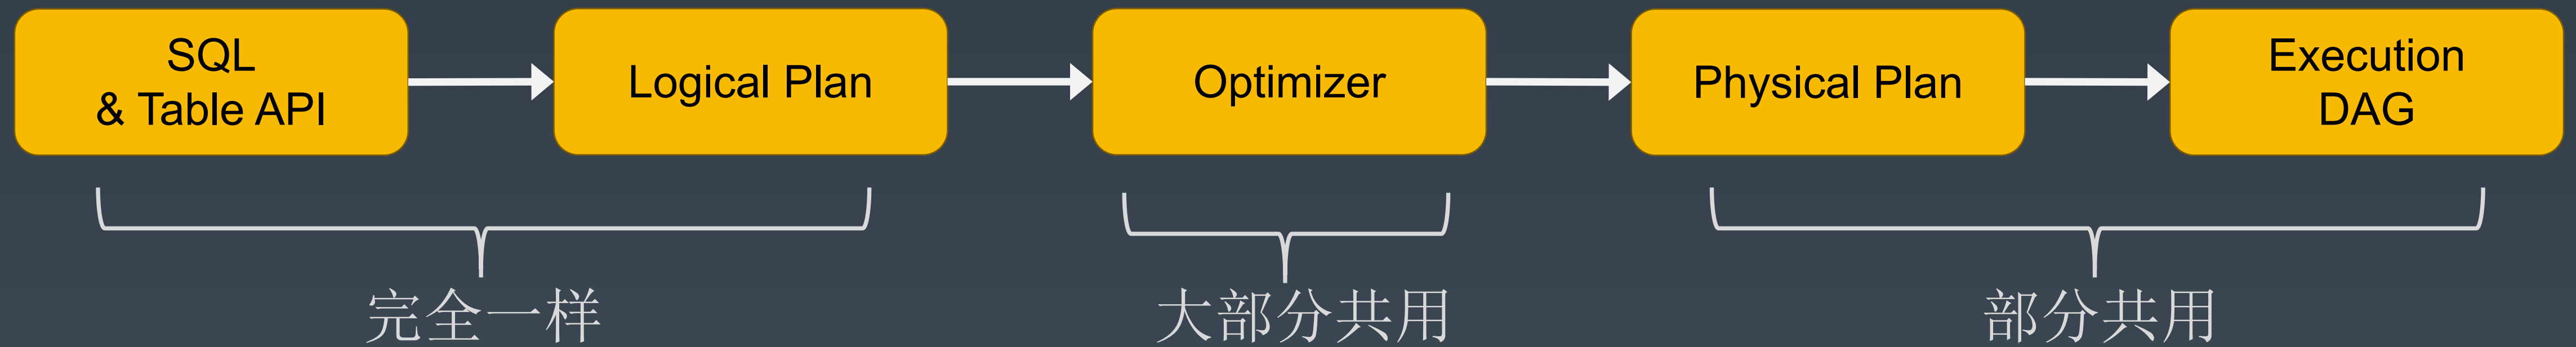 SQL
& Table API
Logical Plan
Optimizer
Physical Plan
Execution
DAG
完全一样
大部分共用
部分共用